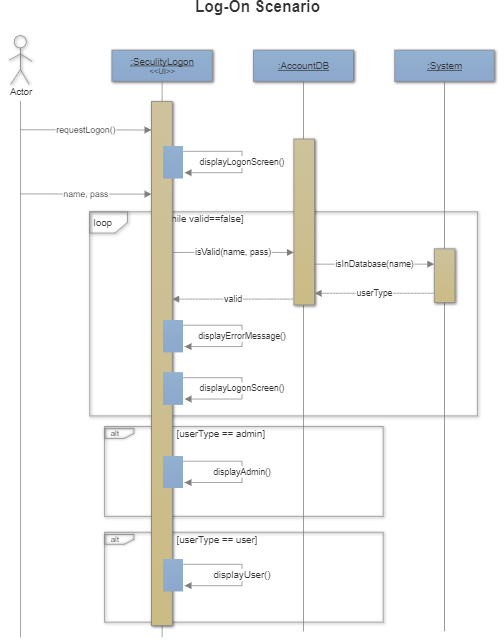 Log-On Scenario
:SeculityLogon
<<UI>>
:AccountDB
:System
Actor
requestLogon()
displayLogonScreen()
name, pass
loop
hile valid==false]
isValid(name, pass)
isInDatabase(name)
userType
valid
displayErrorMessage()
displayLogonScreen()
alt
[userType == admin]
displayAdmin()
alt
[userType == user]
displayUser()